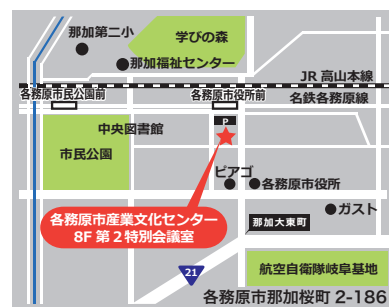 那加第二小
学びの森
那加福祉センター
JR 高山本線
各務原市民公園前
各務原市役所前
名鉄各務原線
P
中央図書館
市民公園
ピアゴ
各務原市役所
各務原市産業文化センター
8F 第2特別会議室
ガスト
那加大東町
21
航空自衛隊岐阜基地
各務原市那加桜町 2-186